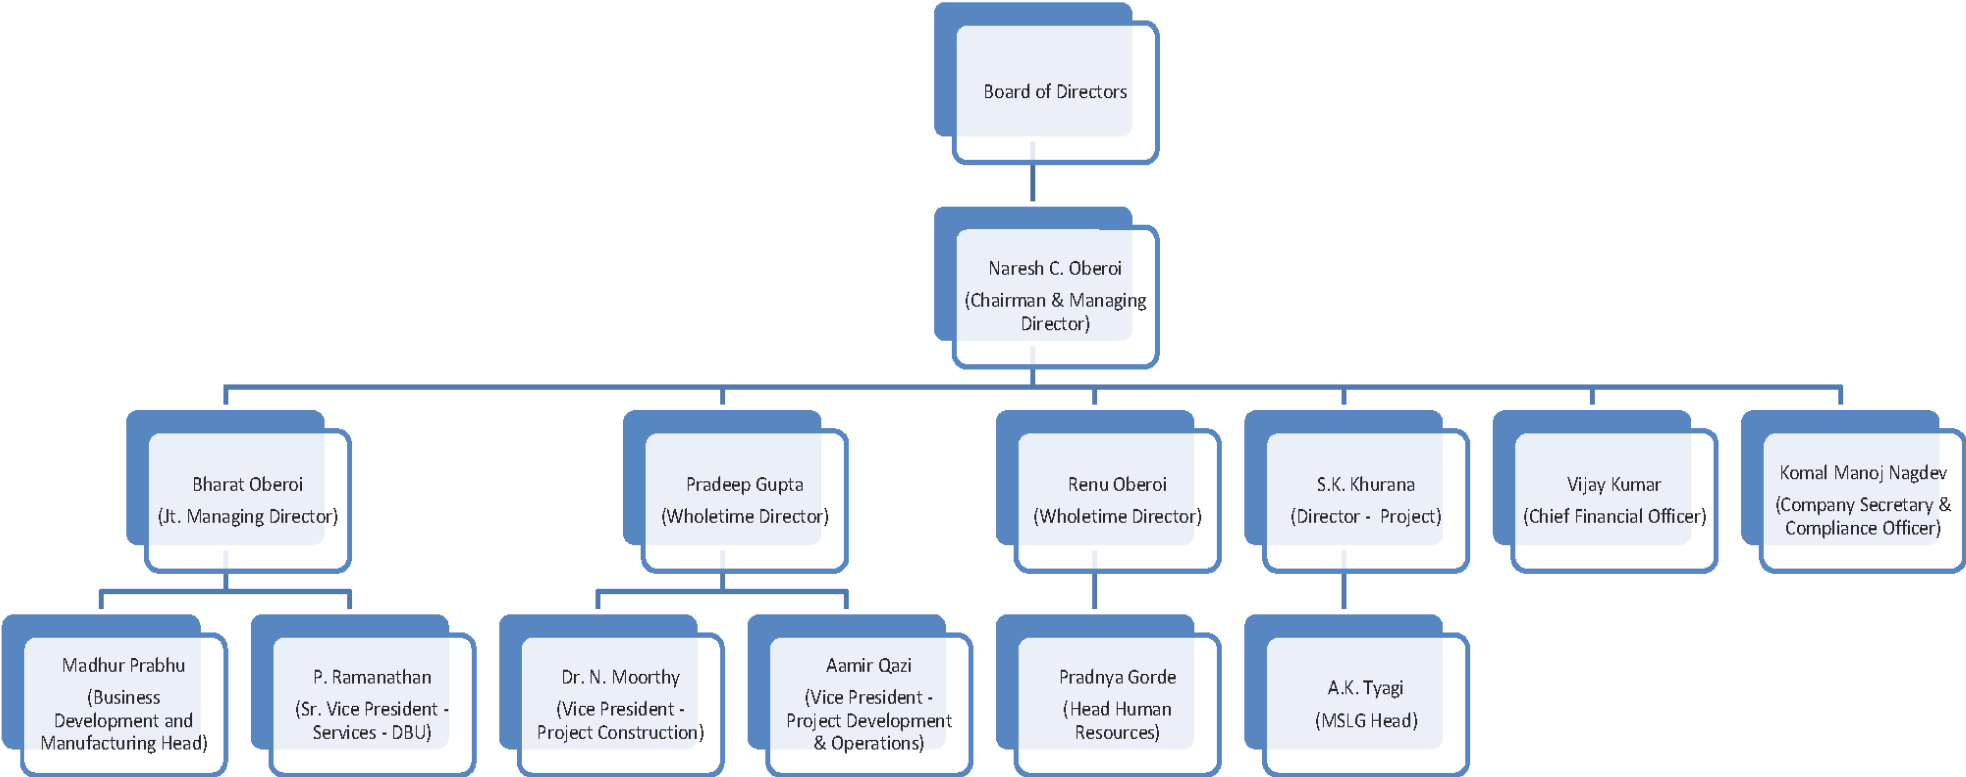 Board of Directors
Naresh C. Oberoi
(Chairman & Managing
Director)
Bharat Oberoi
(Jt. Managing Director)
Pradeep Gupta
(Wholetime Director)
Renu Oberoi
(Wholetime Director)
S.K. Khurana
(Director - Project)
Vijay Kumar
(Chief Financial Officer)
Komal Manoj Nagdev
(Company Secretary &
Compliance Officer)
Madhur Prabhu
(Business
Development and
Manufacturing Head)
P. Ramanathan
(Sr. Vice President -
Services - DBU)
Dr. N. Moorthy
(Vice President -
Project Construction)
Aamir Qazi
(Vice President -
Project Development
& Operations)
Pradnya Gorde
(Head Human
Resources)
A.K. Tyagi
(MSLG Head)